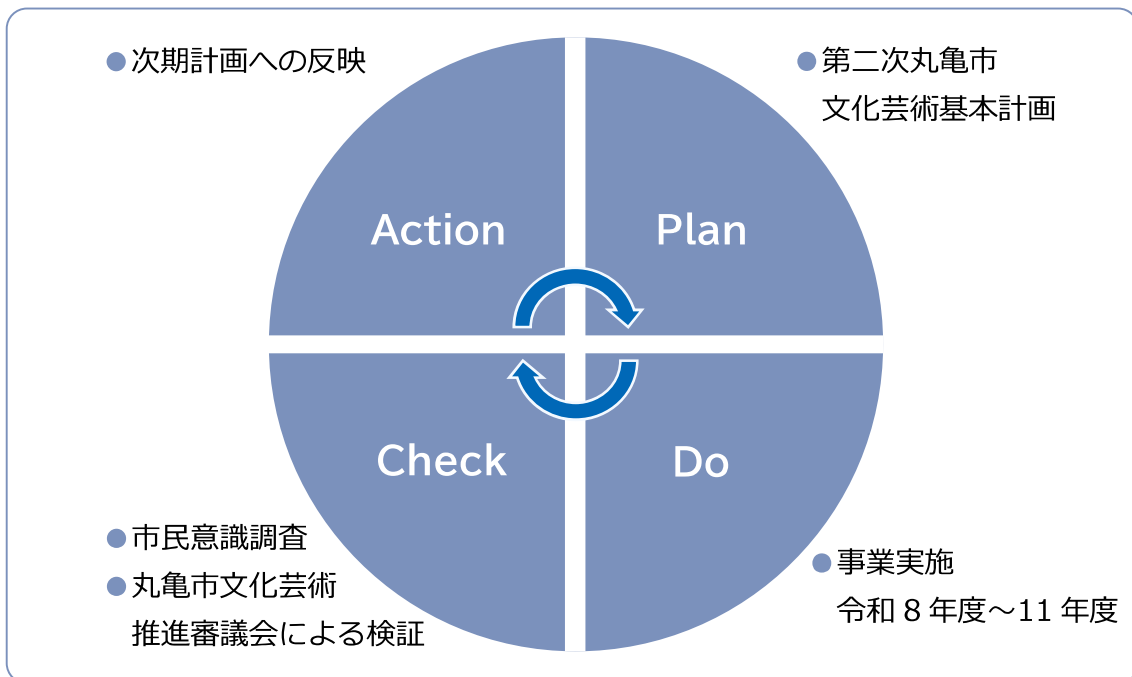 ● 次期計画への反映
● 第二次丸亀市
文化芸術基本計画
Action
Plan
Check
Do
● 市民意識調査
● 丸亀市文化芸術
推進審議会による検証
● 事業実施
令和 8 年度～11 年度